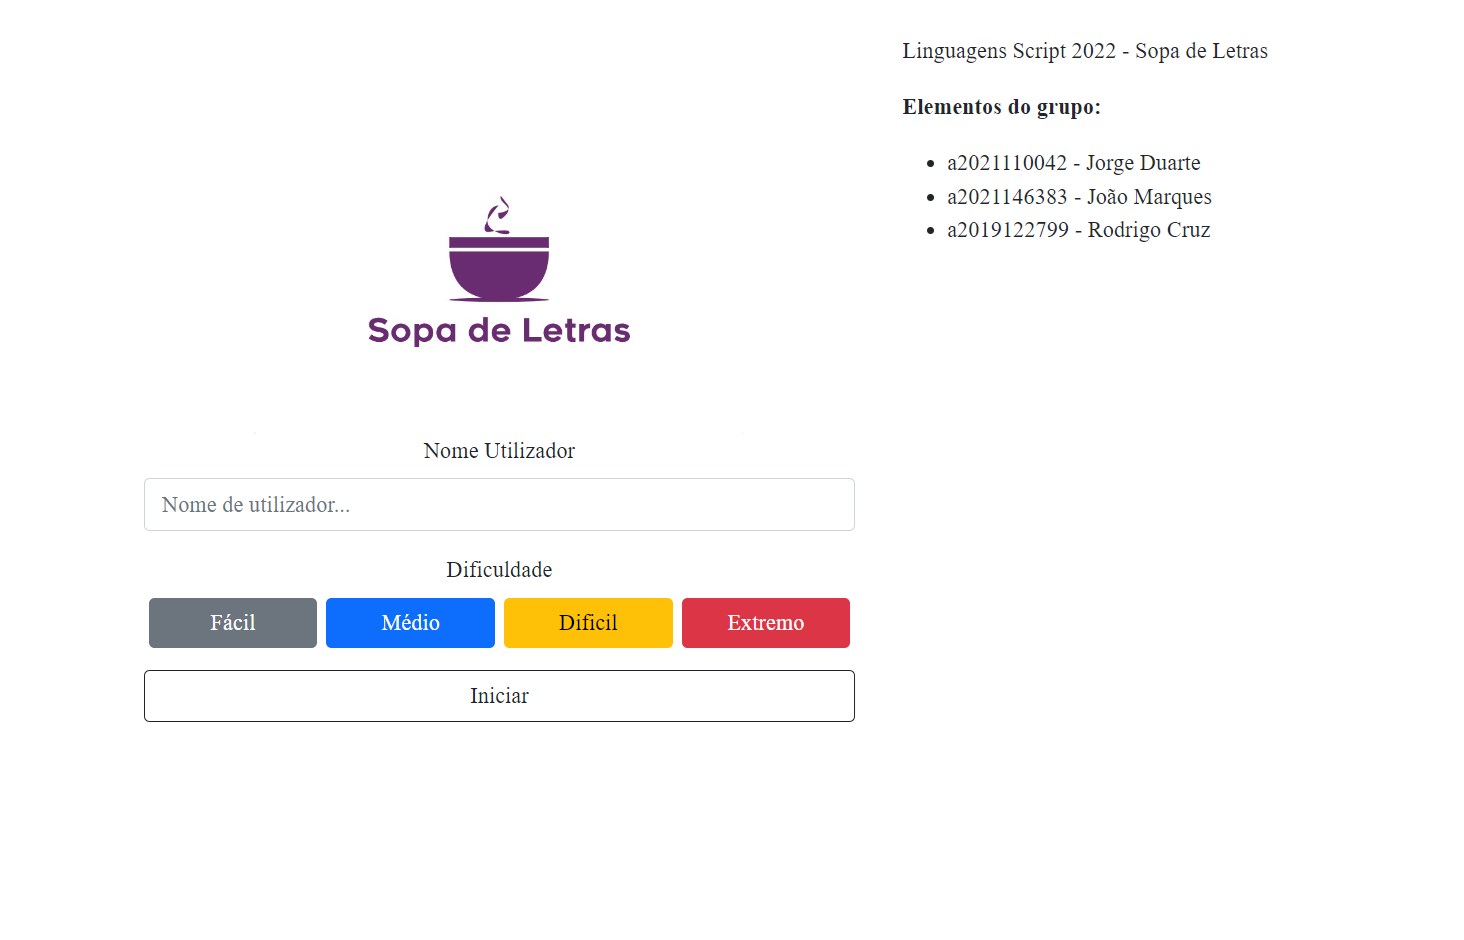 Linguagens Script 2022 - Sopa de Letras
Elementos do grupo:
a2021110042 - Jorge Duarte
a2021146383 - João Marques
a2019122799 - Rodrigo Cruz
Sopa de Letras
Nome Utilizador
Nome de utilizador...
Dificuldade
Fácil
Médio
Dificil
Extremo
Iniciar